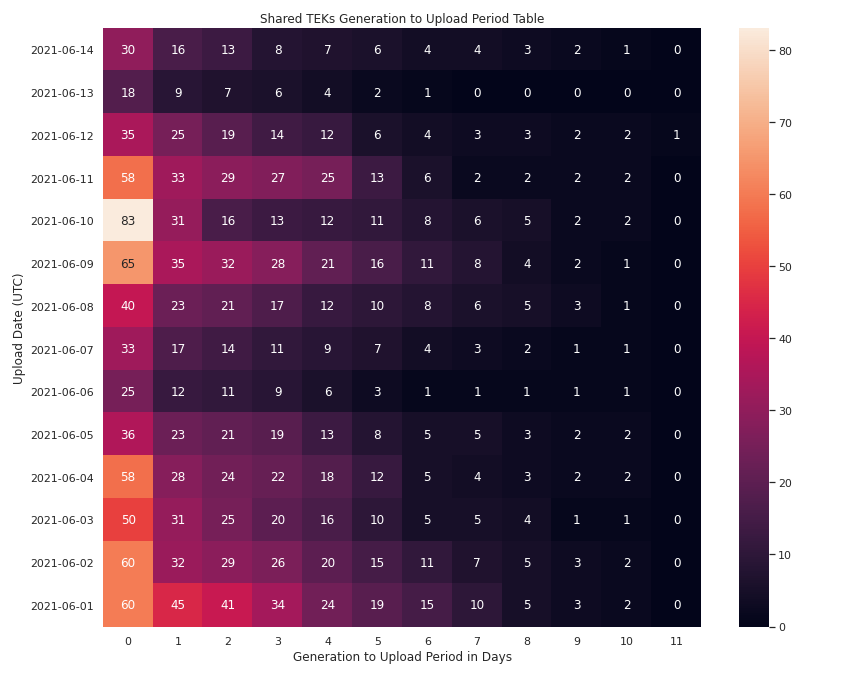 Shared TEKs Generation to Upload Period Table
Upload Date (UTC)
2021-06-14 30 16 13 8 7 6 4 4 3 2 1 0
2021-06-13 18 9 7 6 4 2 1 0 0 0 0 0
2021-06-12 35 25 19 14 12 6 4 3 3 2 2 1
2021-06-11 58 33 29 27 25 13 6 2 2 2 2 0
2021-06-10 83 31 16 13 12 11 8 6 5 2 2 0
2021-06-09 65 35 32 28 21 16 11 8 4 2 1 0
2021-06-08 40 23 21 17 12 10 8 6 5 3 1 0
2021-06-07 33 17 14 11 9 7 4 3 2 1 1 0
2021-06-06 25 12 11 9 6 3 1 1 1 1 1 0
2021-06-05 36 23 21 19 13 8 5 5 3 2 2 0
2021-06-04 58 28 24 22 18 12 5 4 3 2 2 0
2021-06-03 50 31 25 20 16 10 5 5 4 1 1 0
2021-06-02 60 32 29 26 20 15 11 7 5 3 2 0
2021-06-01 60 45 41 34 24 19 15 10 5 3 2 0
0 1 2 3 4 5 6 7 8 9 10 11
Generation to Upload Period in Days
80
70
60
50
40
30
20
10
0